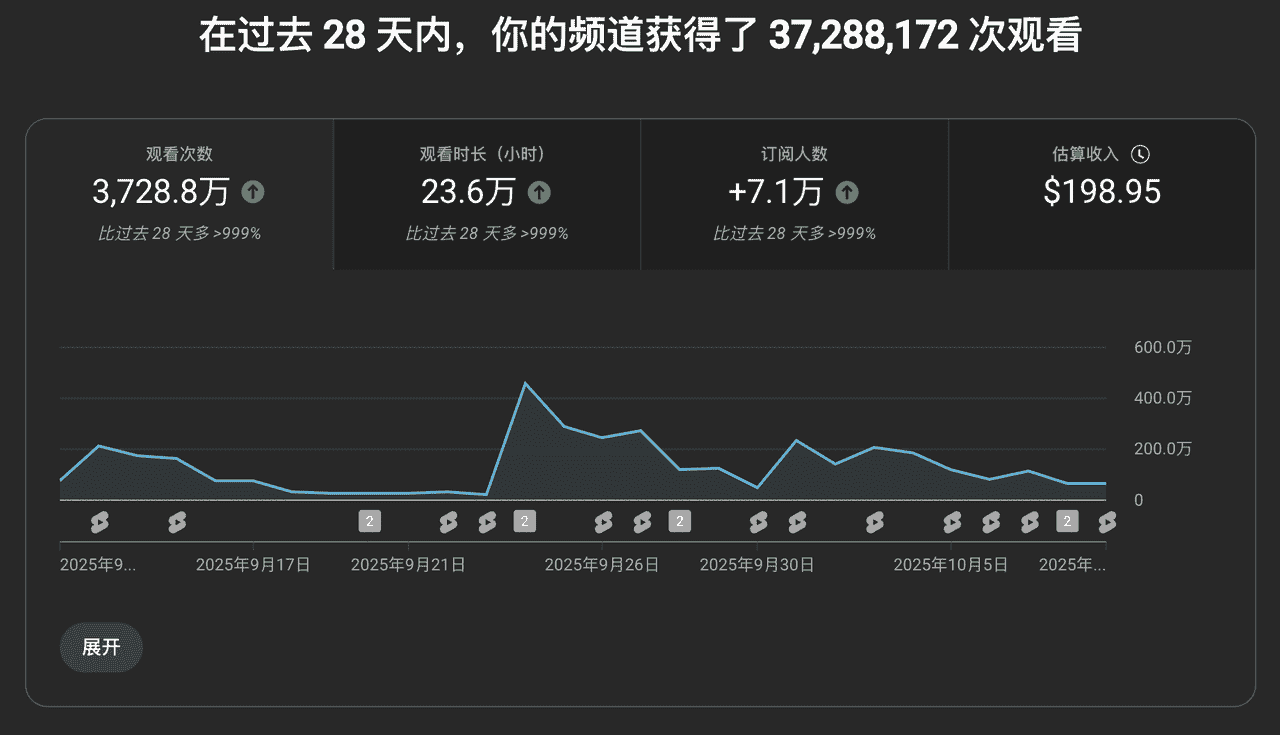 在过去 28 天内，你的频道获得了 37,288,172 次观看
观看次数
3,728.8万
比过去 28 天多 >999%
观看时长（小时）
23.6万
比过去 28 天多 >999%
订阅人数
+7.1万
比过去 28 天多 >999%
估算收入
$198.95
600.0万
400.0万
200.0万
0
2 2 2 2
2025年9... 2025年9月17日 2025年9月21日 2025年9月26日 2025年9月30日 2025年10月5日 2025年...
展开